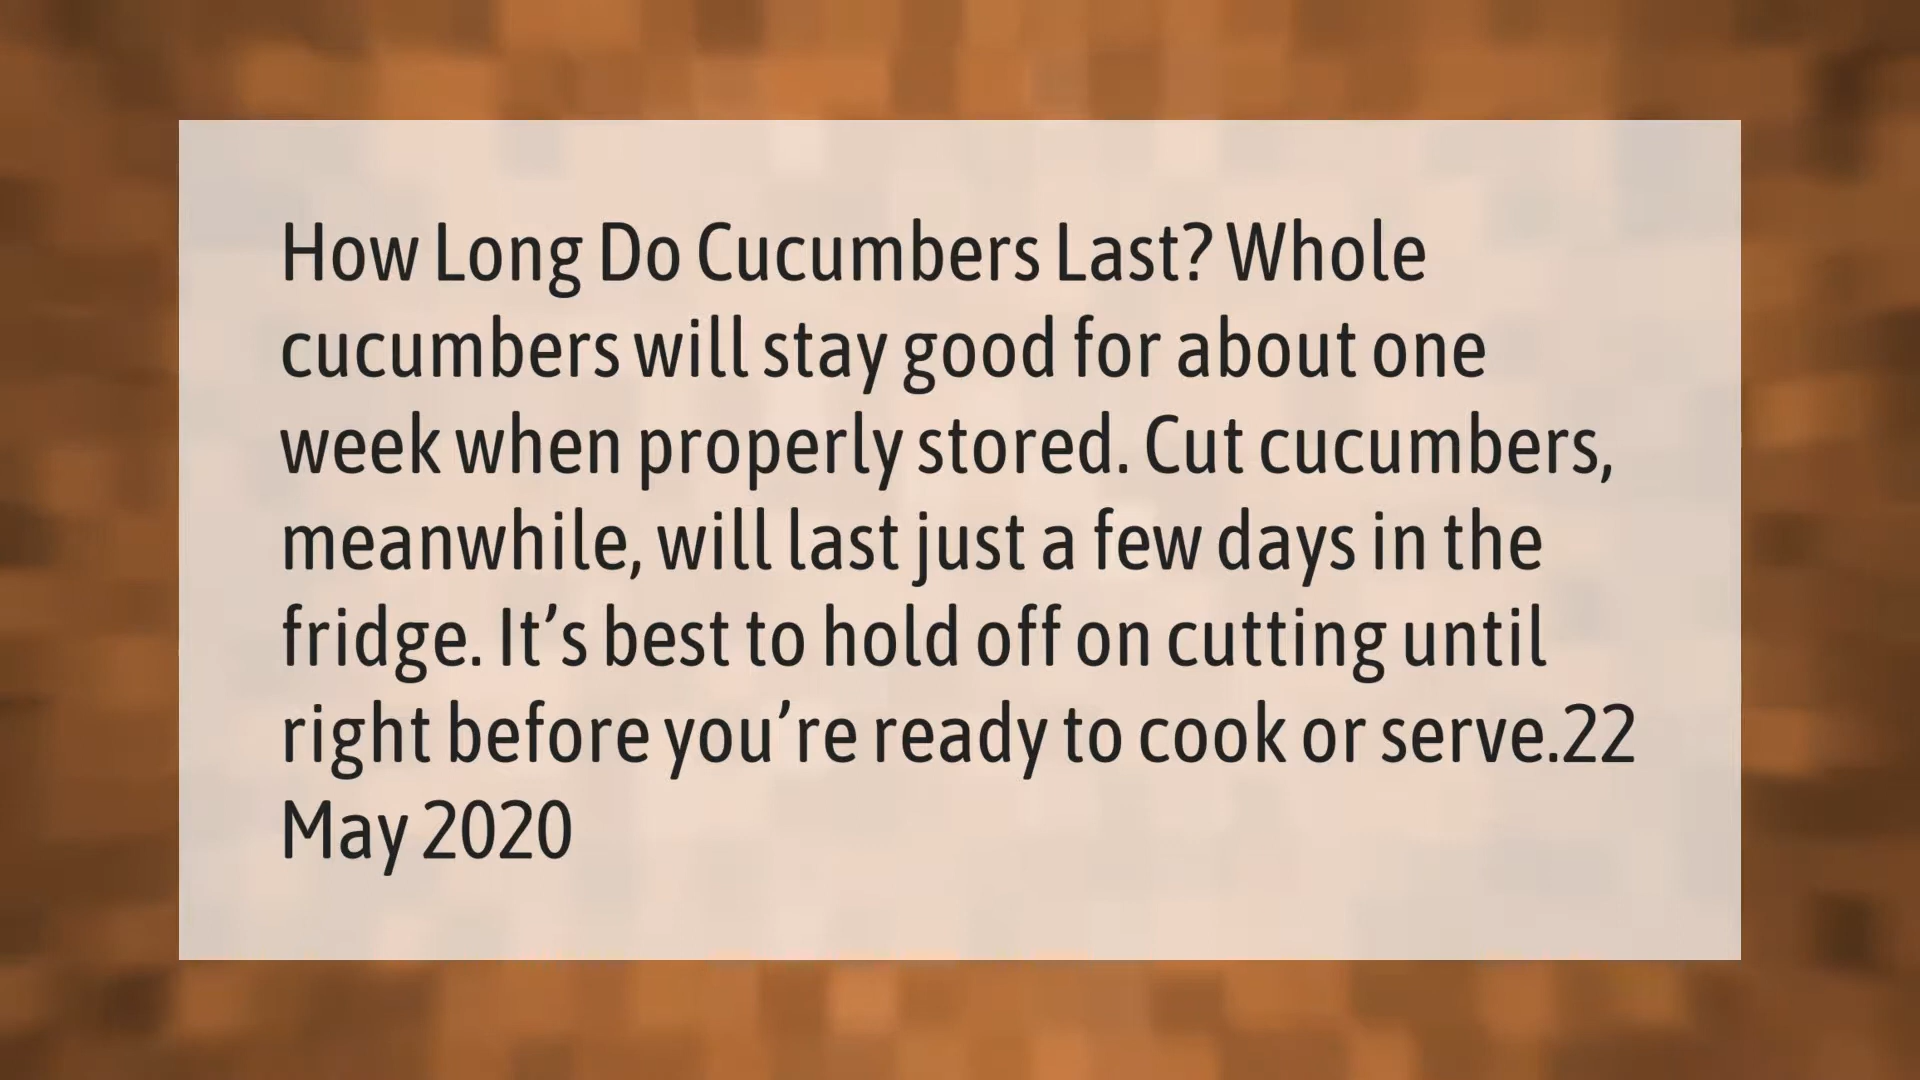 How Long Do Cucumbers Last? Whole
cucumbers will stay good for about one
week when properly stored. Cut cucumbers,
meanwhile, will last just a few days in the
fridge. It’s best to hold off on cutting until
right before you’re ready to cook or serve.22
May 2020